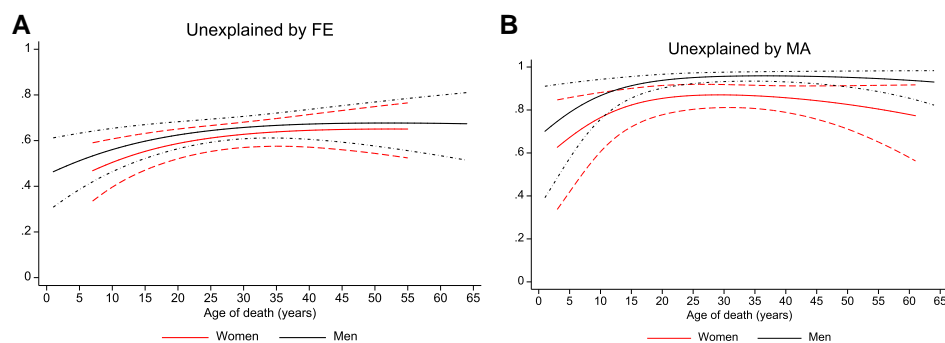 A
Unexplained by FE
1
.8
.6
.4
.2
0
0 5 10 15 20 25 30 35 40 45 50 55 60 65
Age of death (years)
Women Men
B
Unexplained by MA
1
.8
.6
.4
.2
0
0 5 10 15 20 25 30 35 40 45 50 55 60 65
Age of death (years)
Women Men